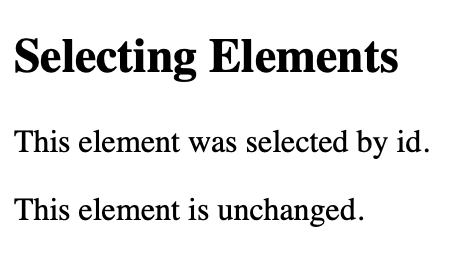 Selecting Elements
This element was selected by id.
This element is unchanged.